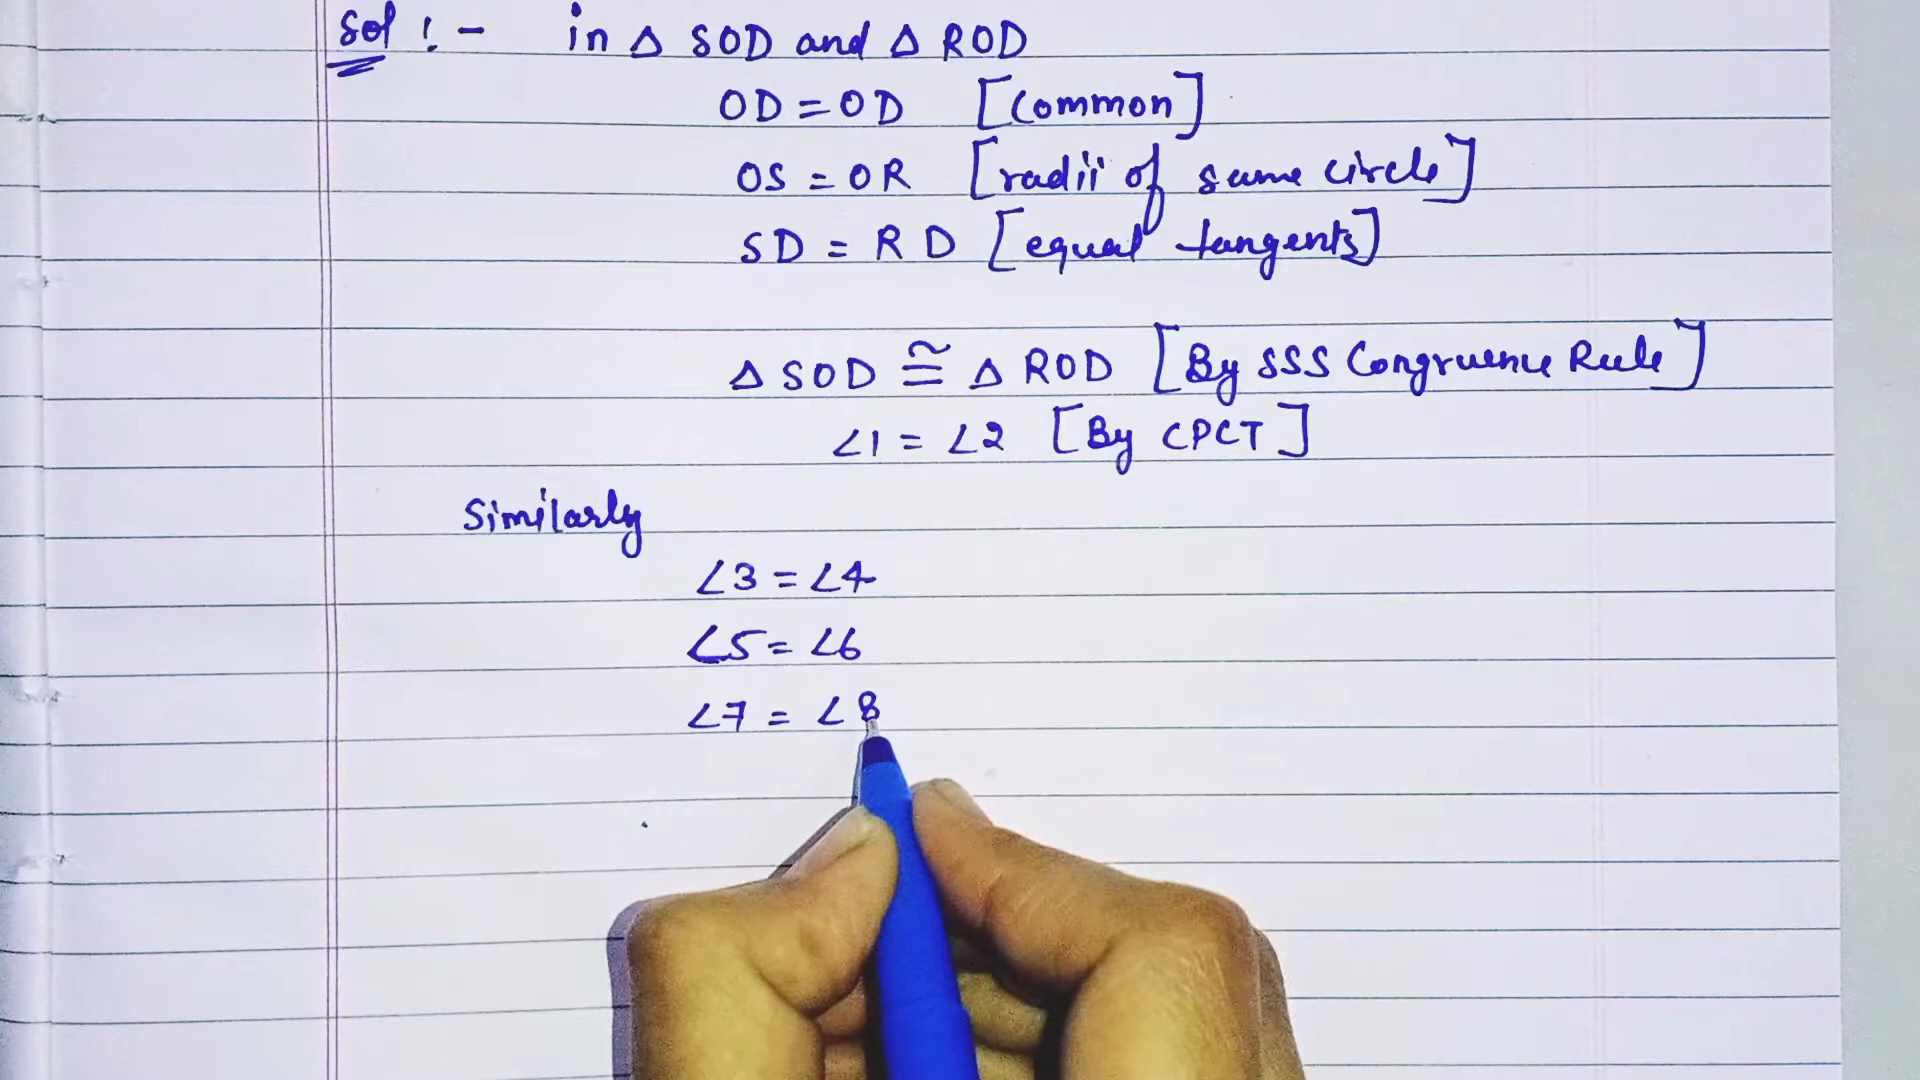 Sol :- in Δ SOD and Δ ROD
OD = OD [Common]
OS = OR [radii of same circle]
SD = RD [equal tangents]
Δ SOD ≅ Δ ROD [By SSS Congruence Rule]
∠1 = ∠2 [By CPCT]
Similarly
∠3 = ∠4
∠5 = ∠6
∠7 = ∠8